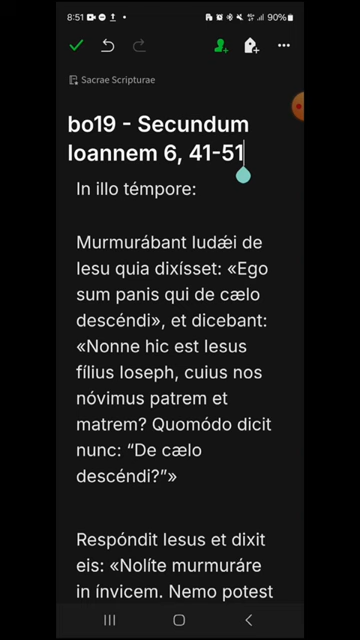 8:51
90%
Sacrae Scripturae
bo19 - Secundum
Ioannem 6, 41-51
In illo témpore:
Murmurábant Iudǽi de
Iesu quia dixísset: «Ego
sum panis qui de cælo
descéndi», et dicebant:
«Nonne hic est Iesus
fílius Ioseph, cuius nos
nóvimus patrem et
matrem? Quomódo dicit
nunc: “De cælo
descéndi?”»
Respóndit Iesus et dixit
eis: «Nolíte murmuráre
in ínvicem. Nemo potest